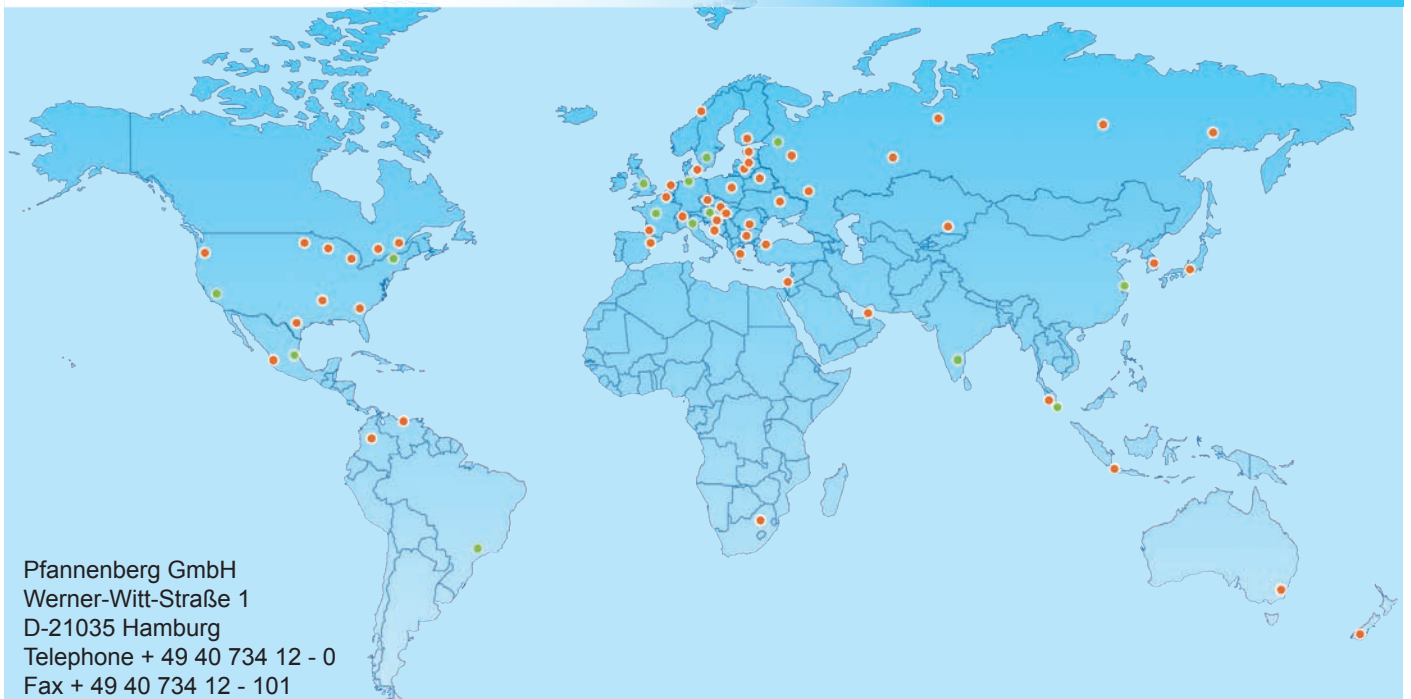 Pfannenberg GmbH
Werner-Witt-Straße 1
D-21035 Hamburg
Telephone + 49 40 734 12 - 0
Fax + 49 40 734 12 - 101